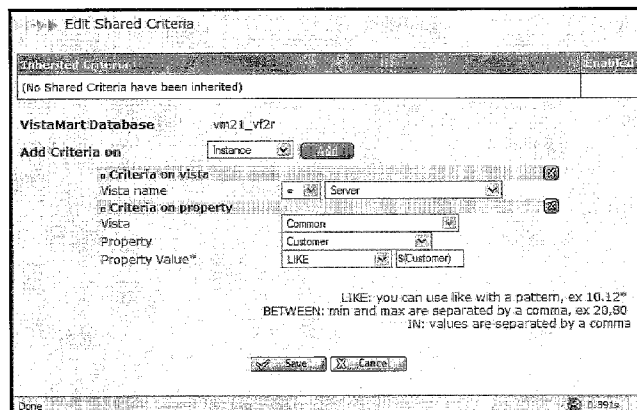 Edit Shared Criteria
Inherited Criteria Enabled
(No Shared Criteria have been inherited)
VistaMart Database vm21_vf2r
Add Criteria on Instance Add
Criteria on vista
Vista name = Server
Criteria on property
Vista Common
Property Customer
Property Value* LIKE $(Customer)
LIKE: you can use like with a pattern, ex 10.12*
BETWEEN: min and max are separated by a comma, ex 20,80
IN: values are separated by a comma
Save Cancel
Done 0.891s